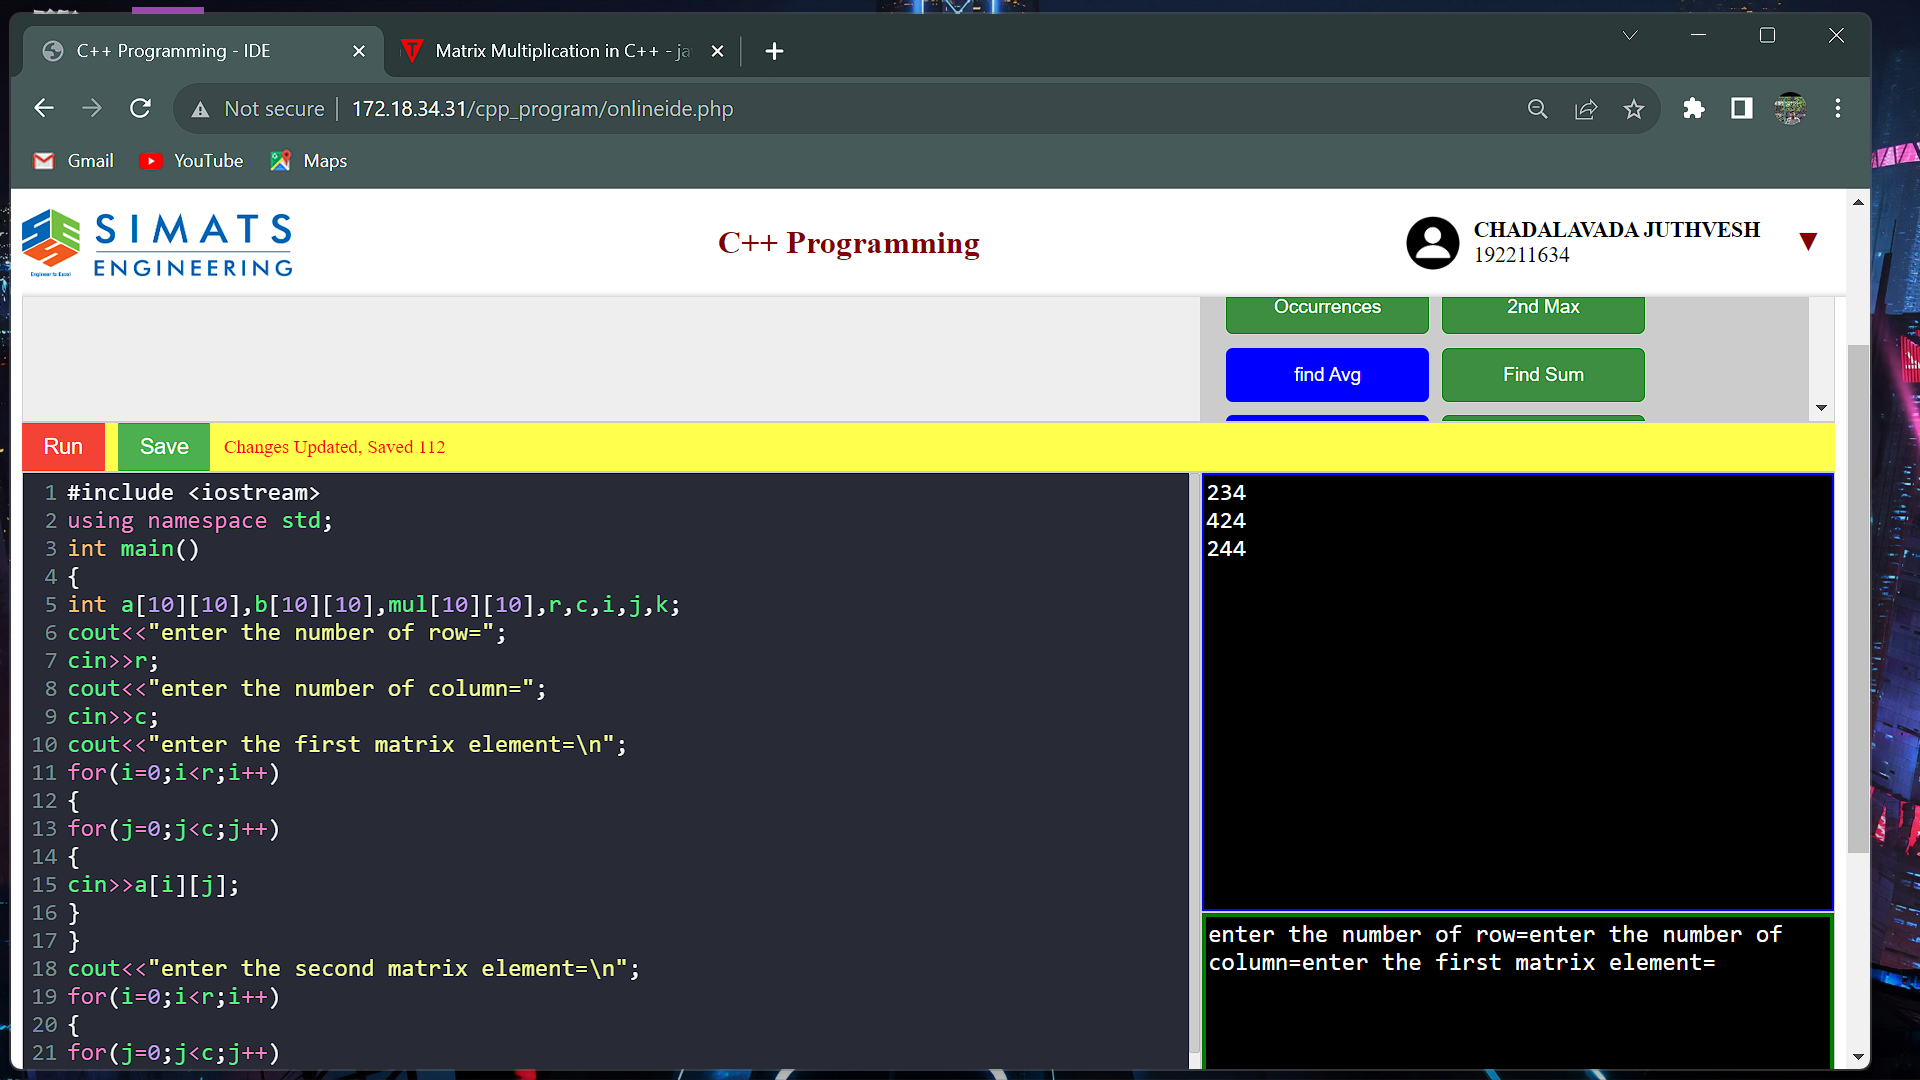 C++ Programming - IDE
Matrix Multiplication in C++ - ja
Not secure
172.18.34.31/cpp_program/onlineide.php
Gmail
YouTube
Maps
SIMATS
ENGINEERING
Engineer to Excel
C++ Programming
CHADALAVADA JUTHVESH
192211634
Occurrences
2nd Max
find Avg
Find Sum
Run
Save
Changes Updated, Saved 112
1 #include <iostream>
2 using namespace std;
3 int main()
4 {
5 int a[10][10],b[10][10],mul[10][10],r,c,i,j,k;
6 cout<<"enter the number of row=";
7 cin>>r;
8 cout<<"enter the number of column=";
9 cin>>c;
10 cout<<"enter the first matrix element=\n";
11 for(i=0;i<r;i++)
12 {
13 for(j=0;j<c;j++)
14 {
15 cin>>a[i][j];
16 }
17 }
18 cout<<"enter the second matrix element=\n";
19 for(i=0;i<r;i++)
20 {
21 for(j=0;j<c;j++)
234
424
244
enter the number of row=enter the number of
column=enter the first matrix element=